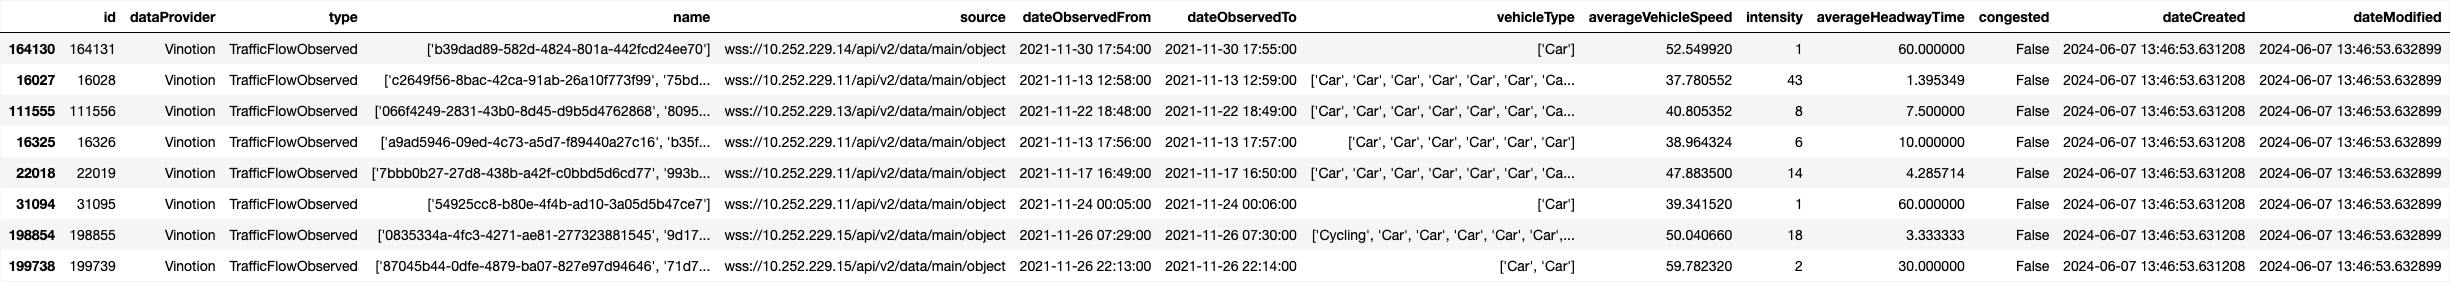 id dataProvider type name source dateObservedFrom dateObservedTo vehicleType averageVehicleSpeed intensity averageHeadwayTime congested dateCreated dateModified
164130 164131 Vinotion TrafficFlowObserved ['b39dad89-582d-4824-801a-442fcd24ee70'] wss://10.252.229.14/api/v2/data/main/object 2021-11-30 17:54:00 2021-11-30 17:55:00 ['Car'] 52.549920 1 60.000000 False 2024-06-07 13:46:53.631208 2024-06-07 13:46:53.632899
16027 16028 Vinotion TrafficFlowObserved ['c2649f56-8bac-42ca-91ab-26a10f773f99', '75bd... wss://10.252.229.11/api/v2/data/main/object 2021-11-13 12:58:00 2021-11-13 12:59:00 ['Car', 'Car', 'Car', 'Car', 'Car', 'Car', 'Ca... 37.780552 43 1.395349 False 2024-06-07 13:46:53.631208 2024-06-07 13:46:53.632899
111555 111556 Vinotion TrafficFlowObserved ['066f4249-2831-43b0-8d45-d9b5d4762868', '8095... wss://10.252.229.13/api/v2/data/main/object 2021-11-22 18:48:00 2021-11-22 18:49:00 ['Car', 'Car', 'Car', 'Car', 'Car', 'Car', 'Ca... 40.805352 8 7.500000 False 2024-06-07 13:46:53.631208 2024-06-07 13:46:53.632899
16325 16326 Vinotion TrafficFlowObserved ['a9ad5946-09ed-4c73-a5d7-f89440a27c16', 'b35f... wss://10.252.229.11/api/v2/data/main/object 2021-11-13 17:56:00 2021-11-13 17:57:00 ['Car', 'Car', 'Car', 'Car', 'Car', 'Car'] 38.964324 6 10.000000 False 2024-06-07 13:46:53.631208 2024-06-07 13:46:53.632899
22018 22019 Vinotion TrafficFlowObserved ['7bbb0b27-27d8-438b-a42f-c0bbd5d6cd77', '993b... wss://10.252.229.11/api/v2/data/main/object 2021-11-17 16:49:00 2021-11-17 16:50:00 ['Car', 'Car', 'Car', 'Car', 'Car', 'Car', 'Ca... 47.883500 14 4.285714 False 2024-06-07 13:46:53.631208 2024-06-07 13:46:53.632899
31094 31095 Vinotion TrafficFlowObserved ['54925cc8-b80e-4f4b-ad10-3a05d5b47ce7'] wss://10.252.229.11/api/v2/data/main/object 2021-11-24 00:05:00 2021-11-24 00:06:00 ['Car'] 39.341520 1 60.000000 False 2024-06-07 13:46:53.631208 2024-06-07 13:46:53.632899
198854 198855 Vinotion TrafficFlowObserved ['0835334a-4fc3-4271-ae81-277323881545', '9d17... wss://10.252.229.15/api/v2/data/main/object 2021-11-26 07:29:00 2021-11-26 07:30:00 ['Cycling', 'Car', 'Car', 'Car', 'Car', 'Car',... 50.040660 18 3.333333 False 2024-06-07 13:46:53.631208 2024-06-07 13:46:53.632899
199738 199739 Vinotion TrafficFlowObserved ['87045b44-0dfe-4879-ba07-827e97d94646', '71d7... wss://10.252.229.15/api/v2/data/main/object 2021-11-26 22:13:00 2021-11-26 22:14:00 ['Car', 'Car'] 59.782320 2 30.000000 False 2024-06-07 13:46:53.631208 2024-06-07 13:46:53.632899